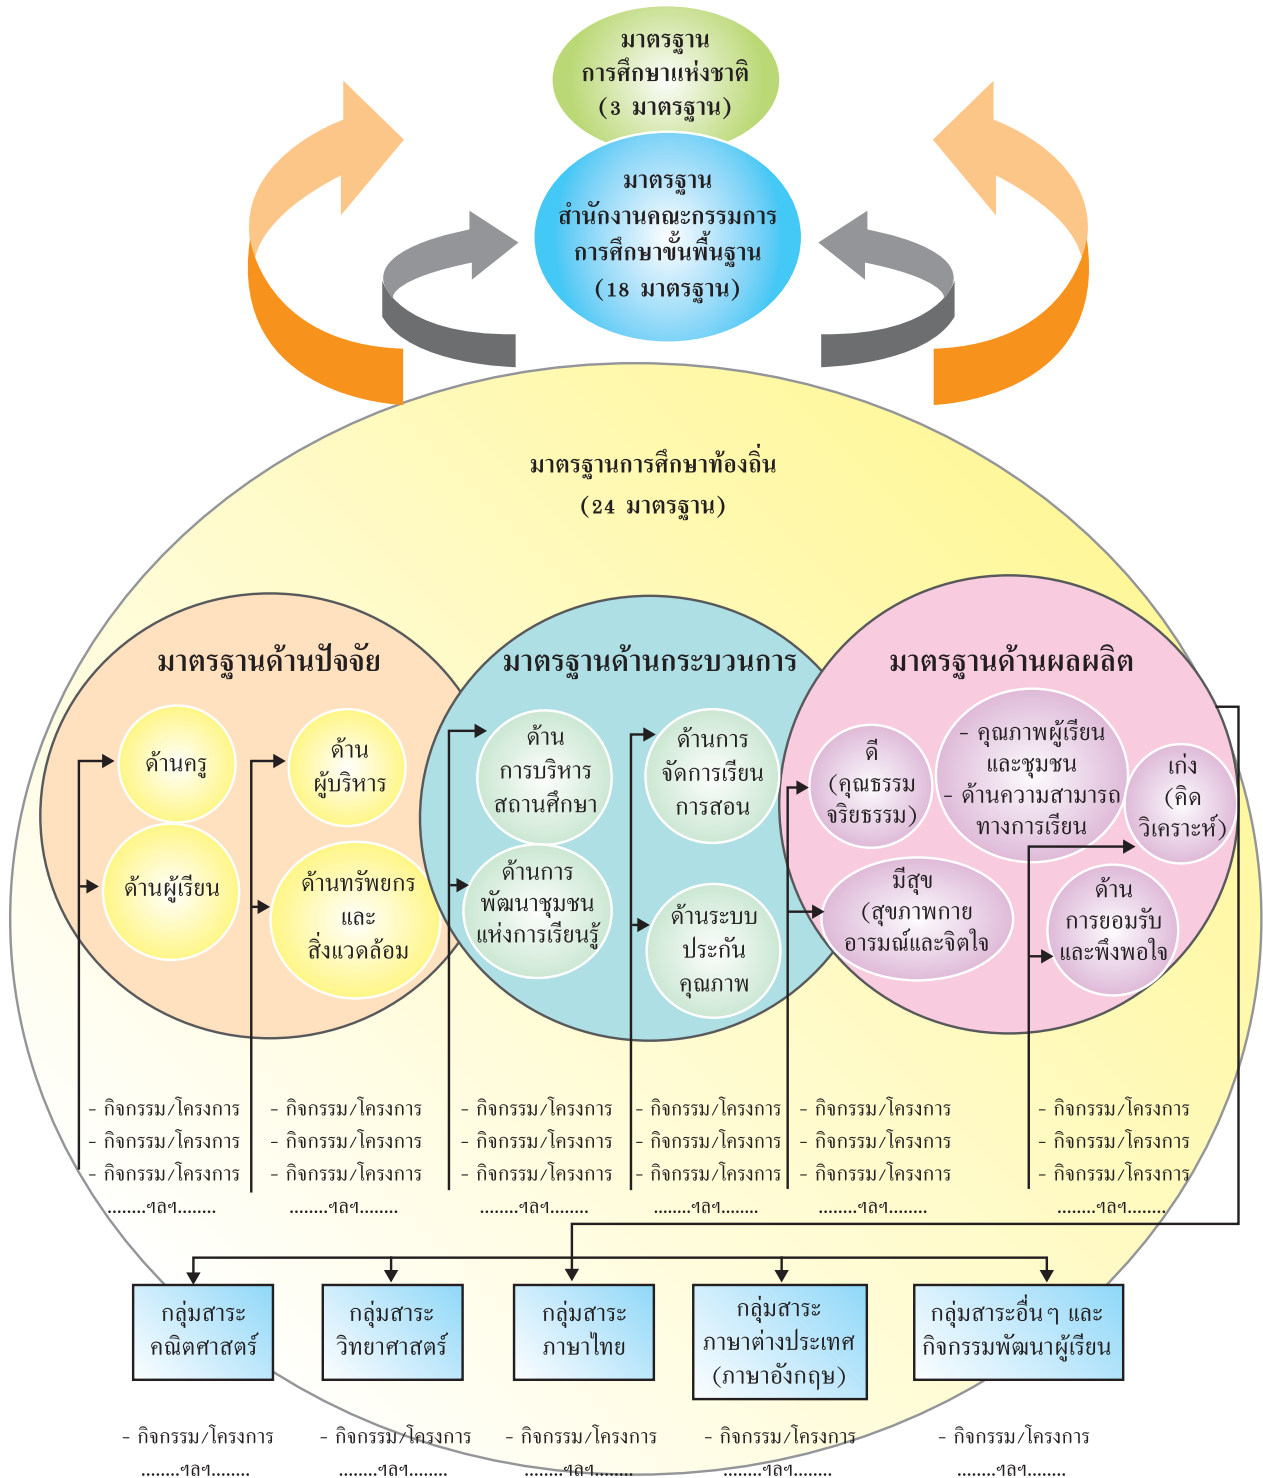 มาตรฐาน
การศึกษาแห่งชาติ
(3 มาตรฐาน)
มาตรฐาน
สำนักงานคณะกรรมการ
การศึกษาขั้นพื้นฐาน
(18 มาตรฐาน)
มาตรฐานการศึกษาท้องถิ่น
(24 มาตรฐาน)
มาตรฐานด้านปัจจัย
ด้านครู
ด้าน
ผู้บริหาร
ด้านผู้เรียน
ด้านทรัพยกร
และ
สิ่งแวดล้อม
มาตรฐานด้านกระบวนการ
ด้าน
การบริหาร
สถานศึกษา
ด้านการ
จัดการเรียน
การสอน
ด้านการ
พัฒนาชุมชน
แห่งการเรียนรู้
ด้านระบบ
ประกัน
คุณภาพ
มาตรฐานด้านผลผลิต
ดี
(คุณธรรม
จริยธรรม)
- คุณภาพผู้เรียน
และชุมชน
- ด้านความสามารถ
ทางการเรียน
เก่ง
(คิด
วิเคราะห์)
มีสุข
(สุขภาพกาย
อารมณ์และจิตใจ
ด้าน
การยอมรับ
และพึงพอใจ
- กิจกรรม/โครงการ
- กิจกรรม/โครงการ
- กิจกรรม/โครงการ
........ฯลฯ........
- กิจกรรม/โครงการ
- กิจกรรม/โครงการ
- กิจกรรม/โครงการ
........ฯลฯ........
- กิจกรรม/โครงการ
- กิจกรรม/โครงการ
- กิจกรรม/โครงการ
........ฯลฯ........
- กิจกรรม/โครงการ
- กิจกรรม/โครงการ
- กิจกรรม/โครงการ
........ฯลฯ........
- กิจกรรม/โครงการ
- กิจกรรม/โครงการ
- กิจกรรม/โครงการ
........ฯลฯ........
- กิจกรรม/โครงการ
- กิจกรรม/โครงการ
- กิจกรรม/โครงการ
........ฯลฯ........
กลุ่มสาระ
คณิตศาสตร์
กลุ่มสาระ
วิทยาศาสตร์
กลุ่มสาระ
ภาษาไทย
กลุ่มสาระ
ภาษาต่างประเทศ
(ภาษาอังกฤษ)
กลุ่มสาระอื่นๆ และ
กิจกรรมพัฒนาผู้เรียน
- กิจกรรม/โครงการ
........ฯลฯ........
- กิจกรรม/โครงการ
........ฯลฯ........
- กิจกรรม/โครงการ
........ฯลฯ........
- กิจกรรม/โครงการ
........ฯลฯ........
- กิจกรรม/โครงการ
........ฯลฯ........